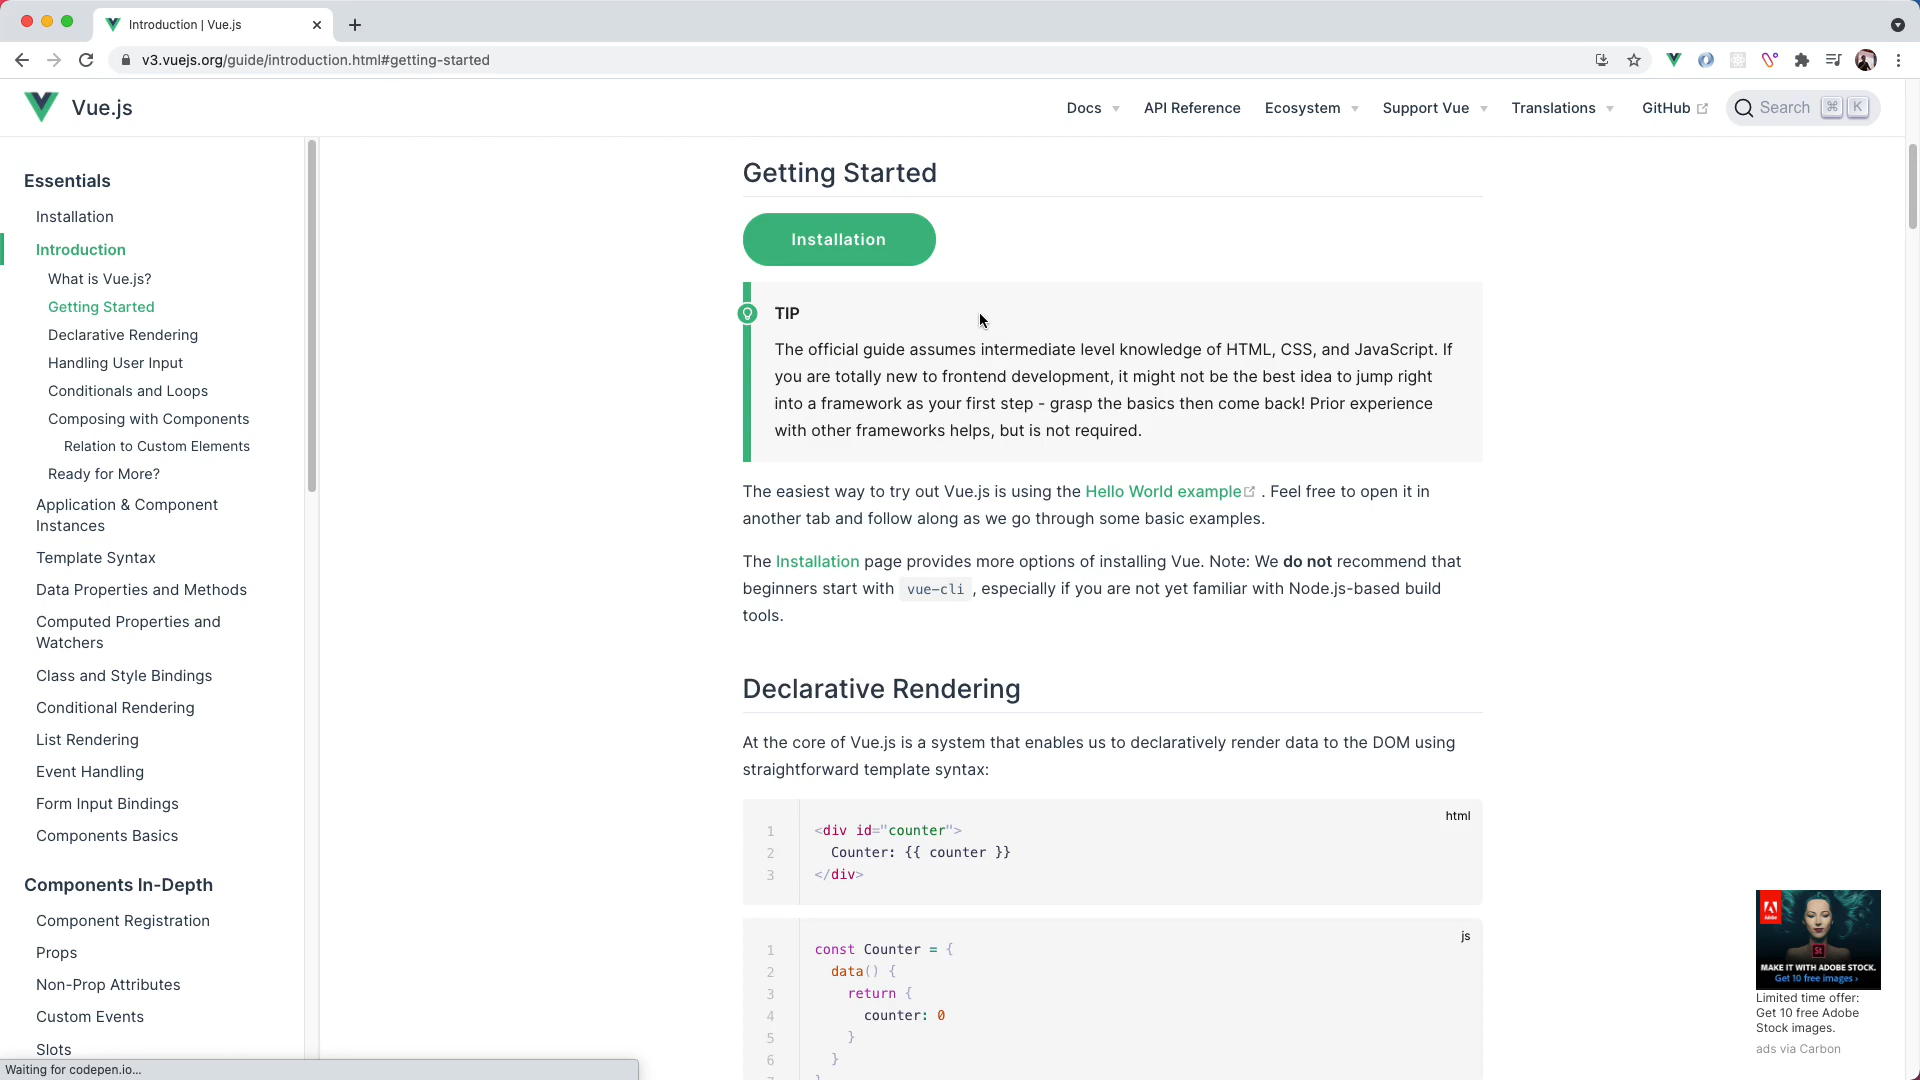 Introduction | Vue.js
v3.vuejs.org/guide/introduction.html#getting-started
Vue.js
Docs
API Reference
Ecosystem
Support Vue
Translations
GitHub
Search ⌘ K
Essentials
Installation
Introduction
What is Vue.js?
Getting Started
Declarative Rendering
Handling User Input
Conditionals and Loops
Composing with Components
Relation to Custom Elements
Ready for More?
Application & Component
Instances
Template Syntax
Data Properties and Methods
Computed Properties and
Watchers
Class and Style Bindings
Conditional Rendering
List Rendering
Event Handling
Form Input Bindings
Components Basics
Components In-Depth
Component Registration
Props
Non-Prop Attributes
Custom Events
Slots
Waiting for codepen.io...
Getting Started
Installation
TIP
The official guide assumes intermediate level knowledge of HTML, CSS, and JavaScript. If
you are totally new to frontend development, it might not be the best idea to jump right
into a framework as your first step - grasp the basics then come back! Prior experience
with other frameworks helps, but is not required.
The easiest way to try out Vue.js is using the Hello World example . Feel free to open it in
another tab and follow along as we go through some basic examples.
The Installation page provides more options of installing Vue. Note: We do not recommend that
beginners start with vue-cli , especially if you are not yet familiar with Node.js-based build
tools.
Declarative Rendering
At the core of Vue.js is a system that enables us to declaratively render data to the DOM using
straightforward template syntax:
html
1 <div id="counter">
2 Counter: {{ counter }}
3 </div>
js
1 const Counter = {
2 data() {
3 return {
4 counter: 0
5 }
6 }
Adobe
St
MAKE IT WITH ADOBE STOCK.
Get 10 free images ›
Limited time offer:
Get 10 free Adobe
Stock images.
ads via Carbon